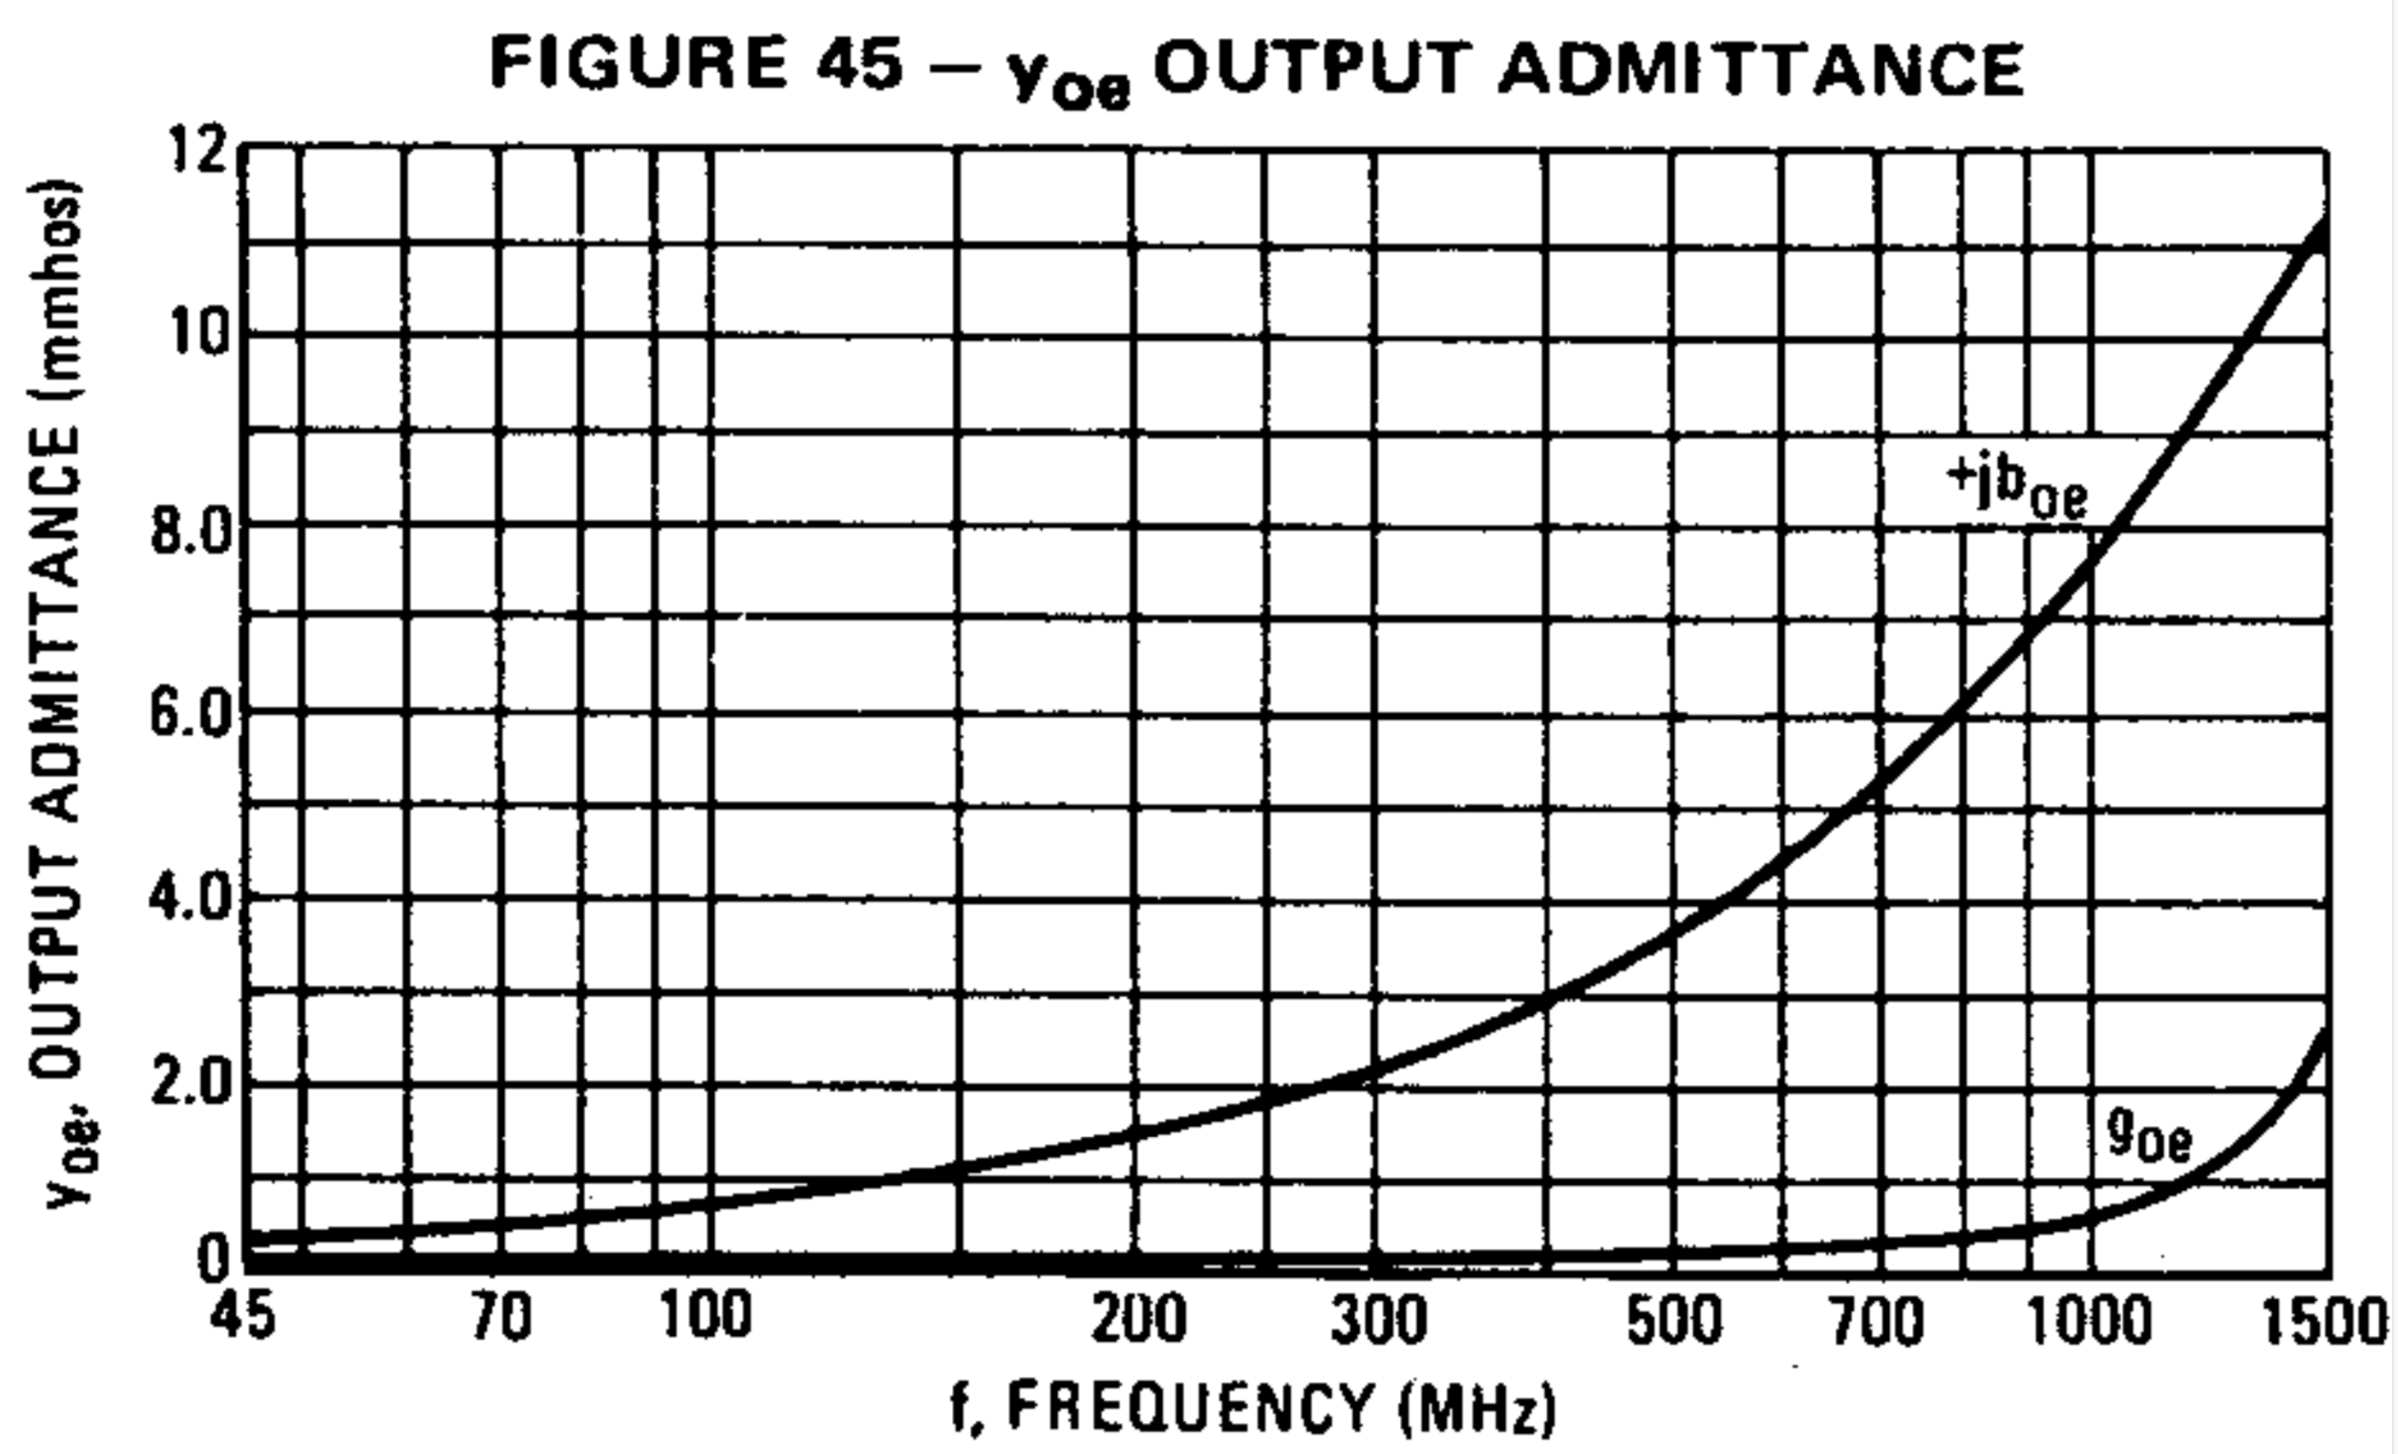 FIGURE 45 – yoe OUTPUT ADMITTANCE
yoe, OUTPUT ADMITTANCE (mmhos)
12
10
8.0
6.0
4.0
2.0
0
+jboe
goe
45 70 100 200 300 500 700 1000 1500
f, FREQUENCY (MHz)